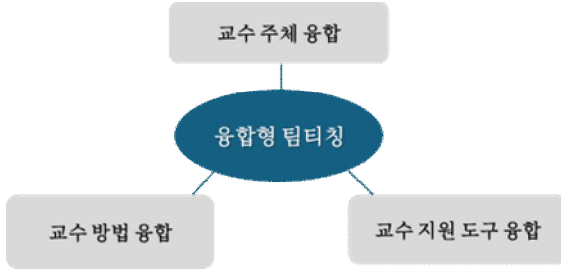 교수 주체 융합
융합형 팀티칭
교수 방법 융합
교수 지원 도구 융합